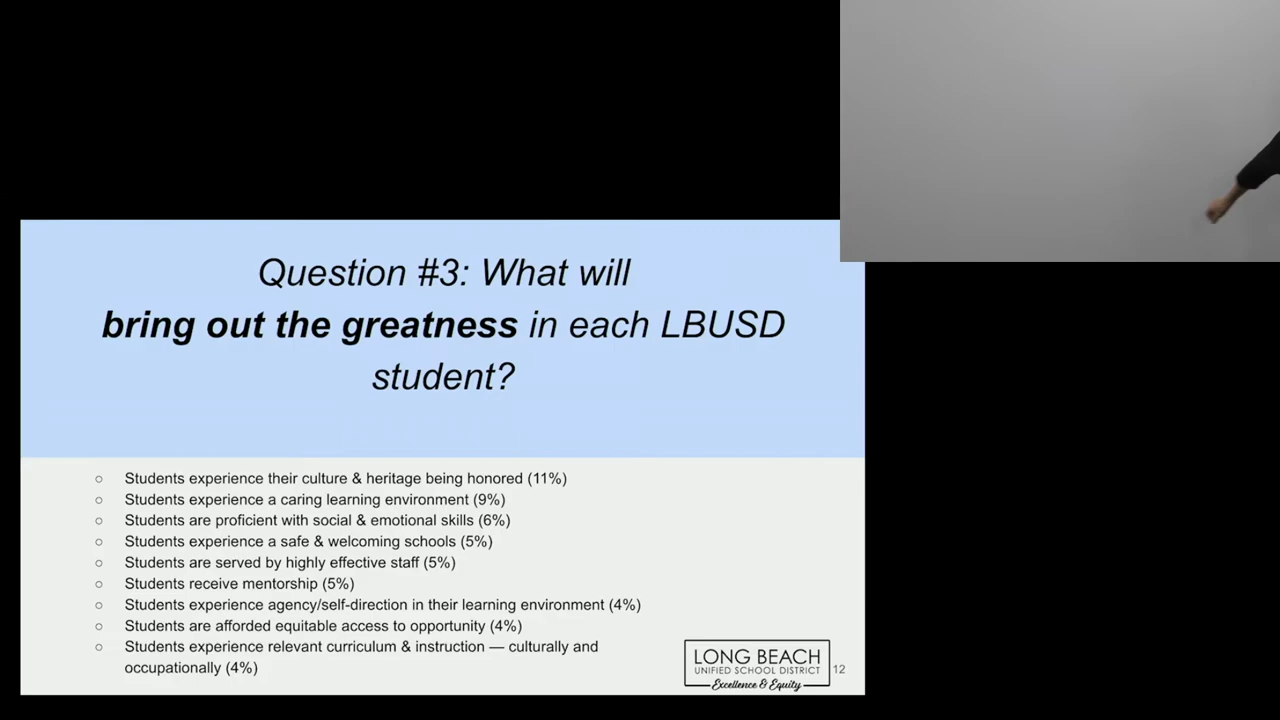 Question #3: What will
bring out the greatness in each LBUSD
student?
○ Students experience their culture & heritage being honored (11%)
○ Students experience a caring learning environment (9%)
○ Students are proficient with social & emotional skills (6%)
○ Students experience a safe & welcoming schools (5%)
○ Students are served by highly effective staff (5%)
○ Students receive mentorship (5%)
○ Students experience agency/self-direction in their learning environment (4%)
○ Students are afforded equitable access to opportunity (4%)
○ Students experience relevant curriculum & instruction — culturally and
occupationally (4%)
LONG BEACH
UNIFIED SCHOOL DISTRICT
Excellence & Equity
12